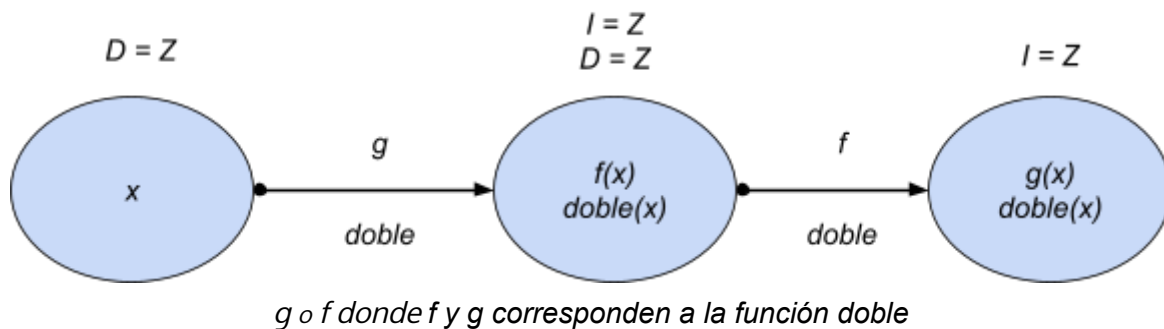 I = Z
D = Z
D = Z
I = Z
g
f
x
f(x)
doble(x)
g(x)
doble(x)
doble
doble
g o f donde f y g corresponden a la función doble